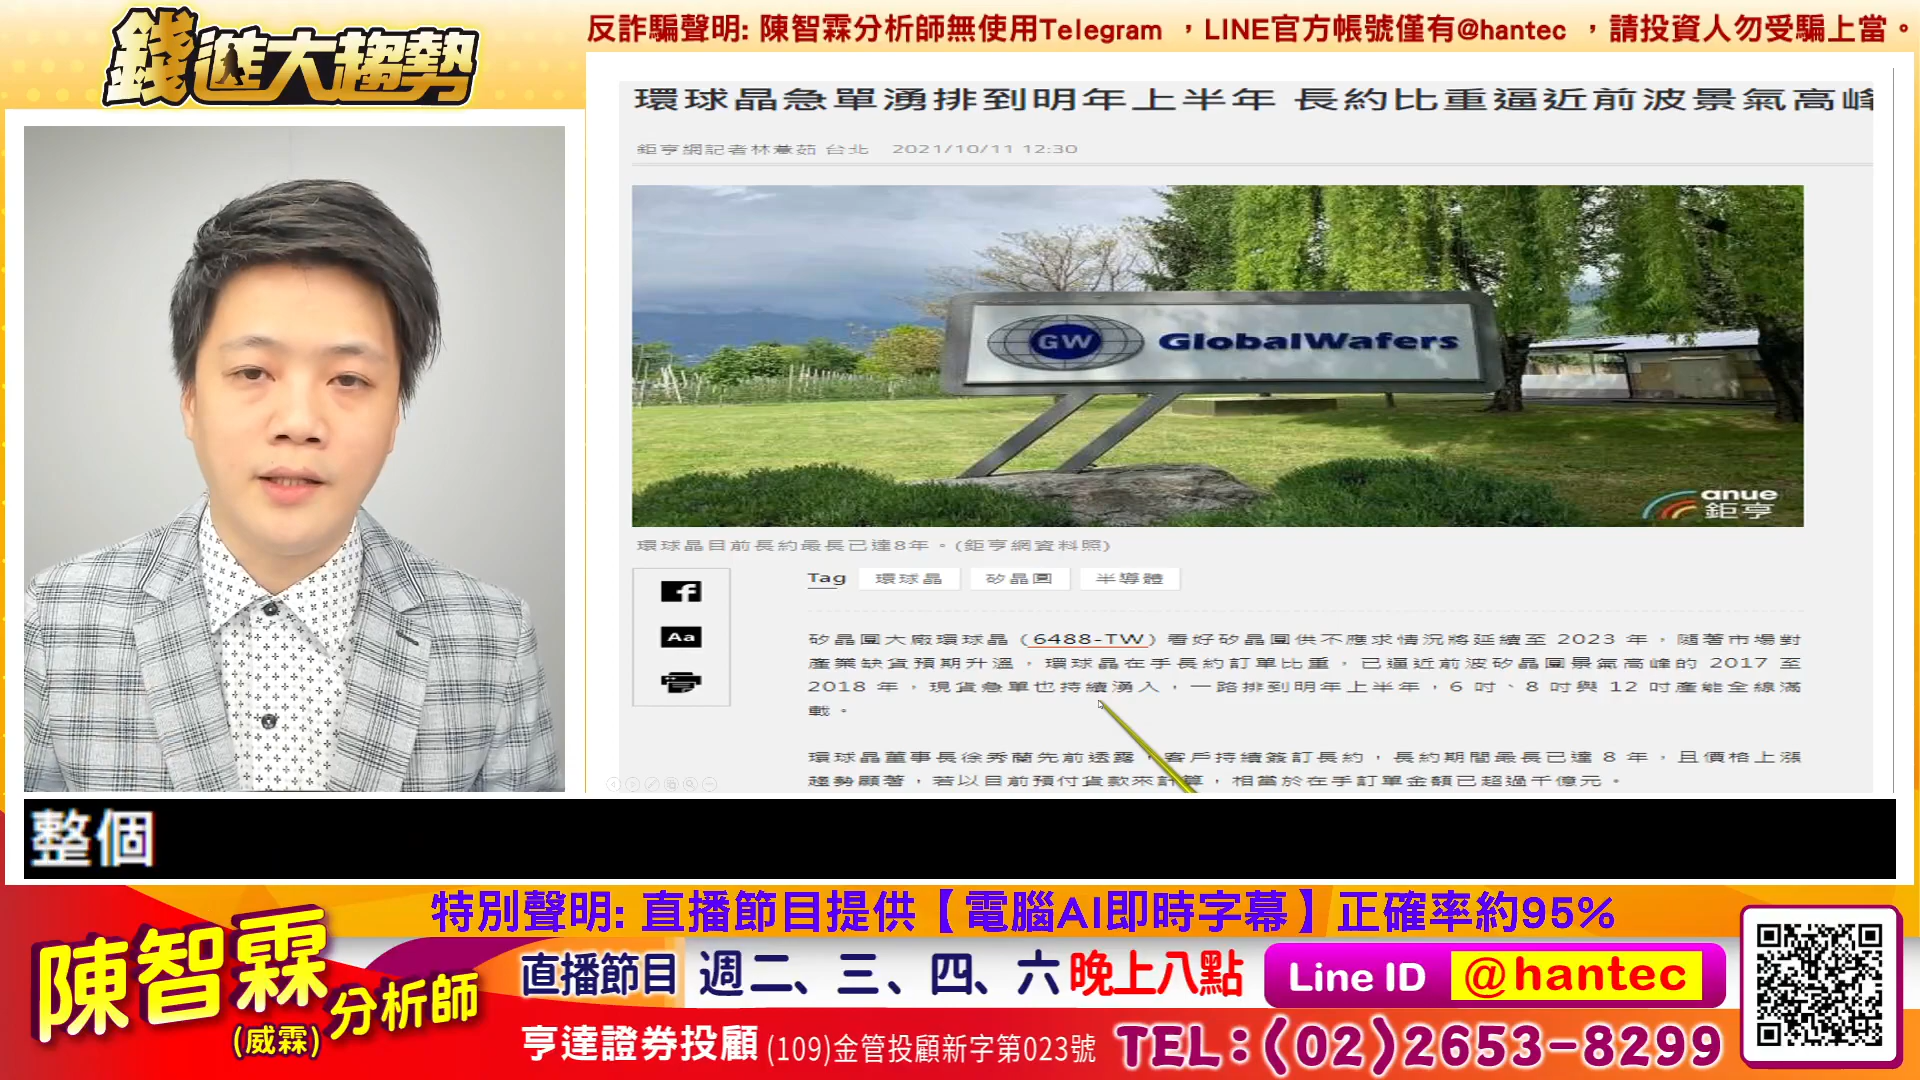 錢進大趨勢
反詐騙聲明: 陳智霖分析師無使用Telegram ，LINE官方帳號僅有@hantec ，請投資人勿受騙上當。
環球晶急單湧排到明年上半年 長約比重逼近前波景氣高峰
鉅亨網記者林薏茹 台北 2021/10/11 12:30
GW GlobalWafers
anue
鉅亨
環球晶目前長約最長已達8年。(鉅亨網資料照)
Tag 環球晶 矽晶圓 半導體
Aa
矽晶圓大廠環球晶 (6488-TW) 看好矽晶圓供不應求情況將延續至 2023 年，隨著市場對
產業缺貨預期升溫，環球晶在手長約訂單比重，已逼近前波矽晶圓景氣高峰的 2017 至
2018 年，現貨急單也持續湧入，一路排到明年上半年，6 吋、8 吋與 12 吋產能全線滿
載。
環球晶董事長徐秀蘭先前透露，客戶持續簽訂長約，長約期間最長已達 8 年，且價格上漲
趨勢顯著，若以目前預付貨款來計算，相當於在手訂單金額已超過千億元。
整個
特別聲明: 直播節目提供【電腦AI即時字幕】正確率約95%
陳智霖分析師
(威霖)
直播節目 週二、三、四、六晚上八點 Line ID @hantec
亨達證券投顧 (109)金管投顧新字第023號 TEL:(02)2653-8299